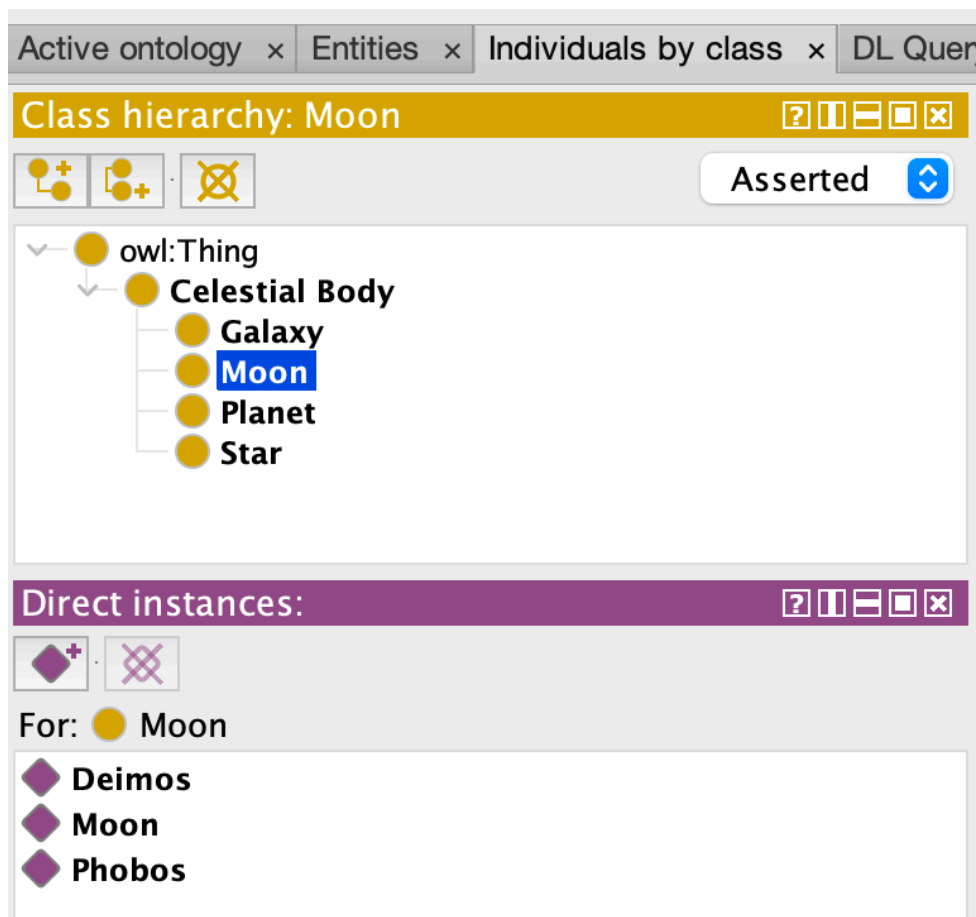 Active ontology × Entities × Individuals by class × DL Quer
Class hierarchy: Moon
Asserted
owl:Thing
Celestial Body
Galaxy
Moon
Planet
Star
Direct instances:
For: Moon
Deimos
Moon
Phobos